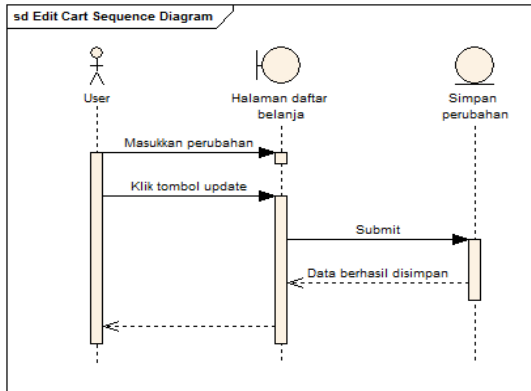 sd Edit Cart Sequence Diagram
User
Halaman daftar
belanja
Simpan
perubahan
Masukkan perubahan
Klik tombol update
Submit
Data berhasil disimpan